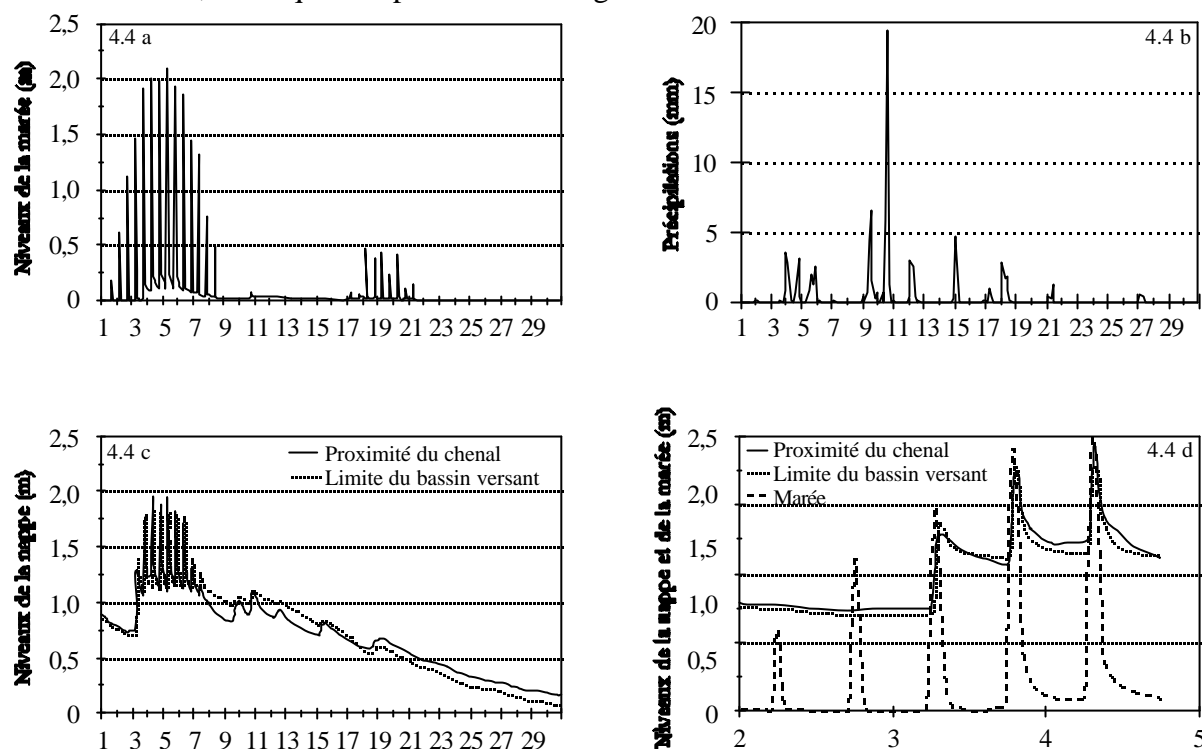 4.4 a
Niveaux de la marée (m)
2,5
2,0
1,5
1,0
0,5
0
1 3 5 7 9 11 13 15 17 19 21 23 25 27 29
4.4 b
Précipitations (mm)
20
15
10
5
0
1 3 5 7 9 11 13 15 17 19 21 23 25 27 29
4.4 c
Proximité du chenal
Limite du bassin versant
Niveaux de la nappe (m)
2,5
2,0
1,5
1,0
0,5
0
1 3 5 7 9 11 13 15 17 19 21 23 25 27 29
4.4 d
Proximité du chenal
Limite du bassin versant
Marée
Niveaux de la nappe et de la marée (m)
2,5
2,0
1,5
1,0
0,5
0
2 3 4 5